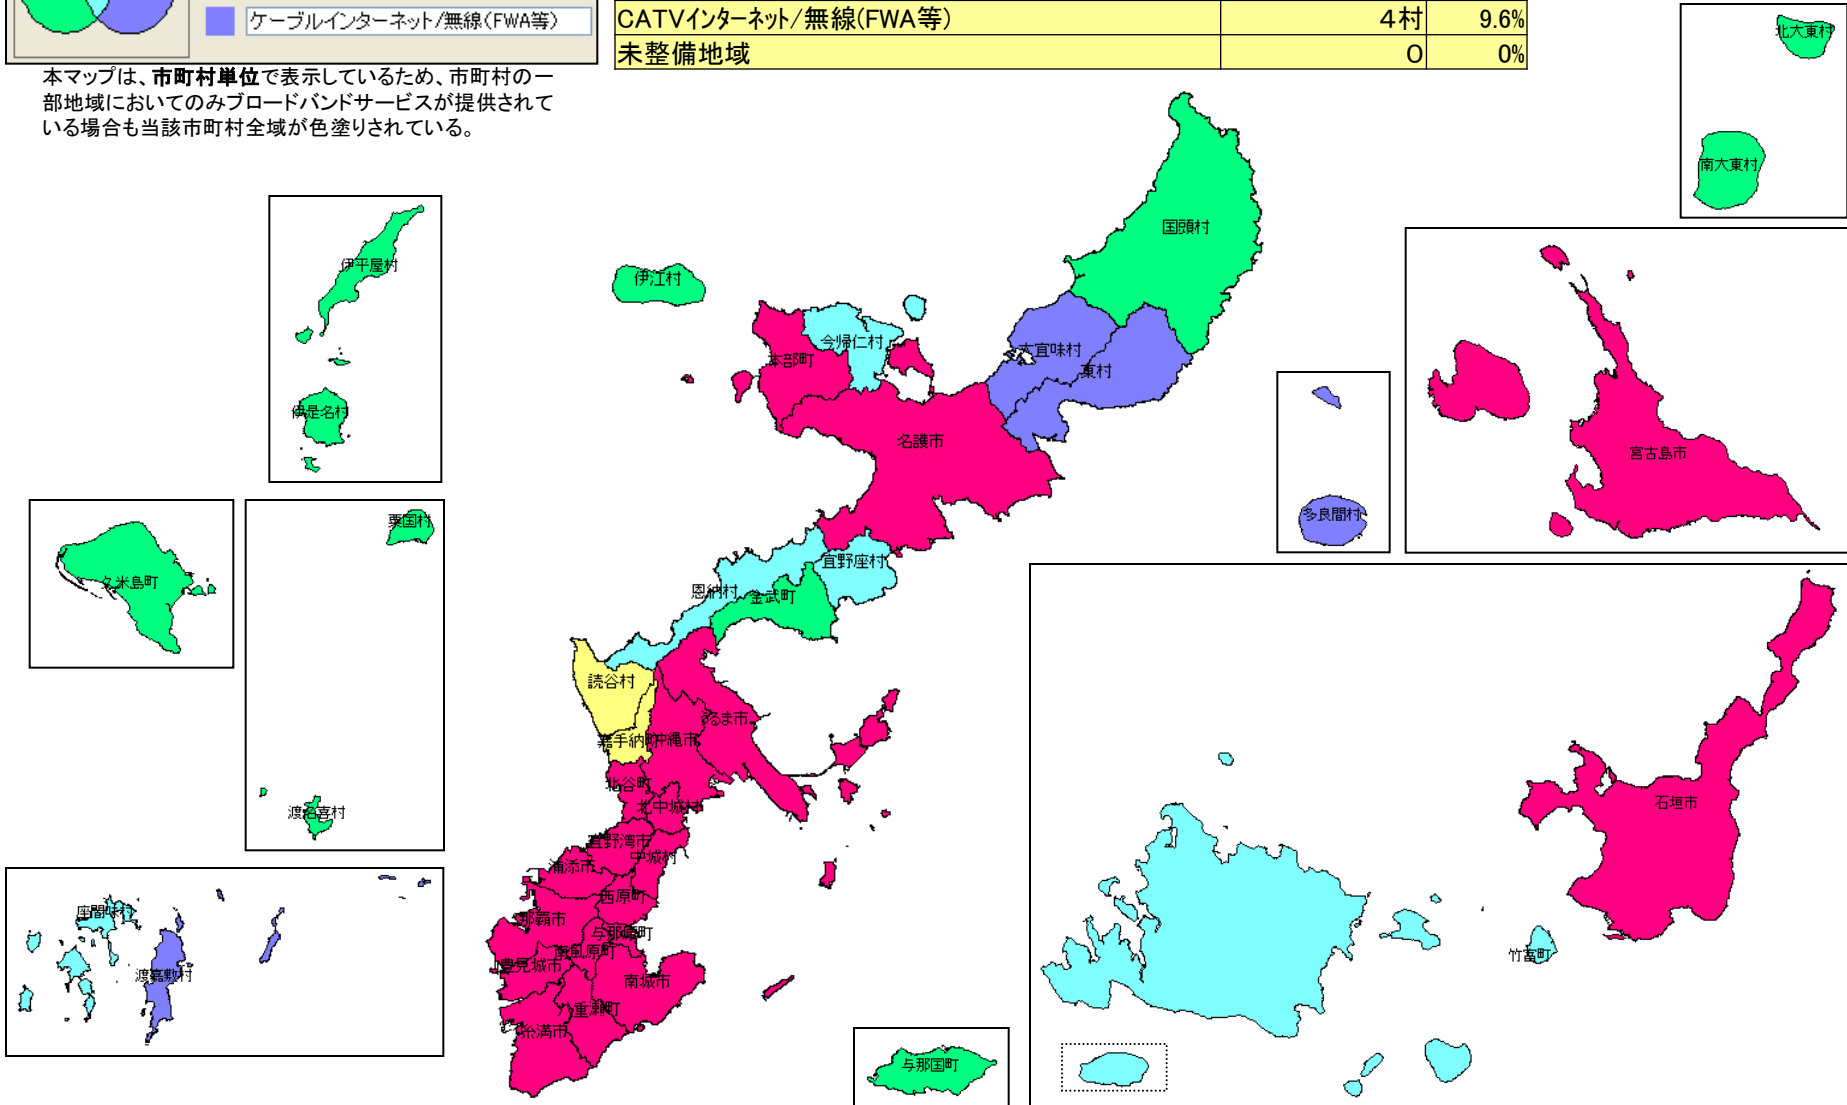 ケーブルインターネット/無線(FWA等)
CATVインターネット/無線(FWA等) 4村 9.6%
未整備地域 0 0%
本マップは、市町村単位で表示しているため、市町村の一
部地域においてのみブロードバンドサービスが提供されて
いる場合も当該市町村全域が色塗りされている。
北大東村
南大東村
国頭村
伊平屋村
伊江村
今帰仁村
本部町
大宜味村
東村
伊是名村
名護市
宮古島市
多良間村
粟国村
久米島町
宜野座村
恩納村
金武町
読谷村
うるま市
嘉手納町
沖縄市
北谷町
北中城村
渡名喜村
石垣市
宜野湾市
中城村
浦添市
西原町
座間味村
那覇市
与那原町
南風原町
豊見城市
渡嘉敷村
南城市
竹富町
八重瀬町
糸満市
与那国町